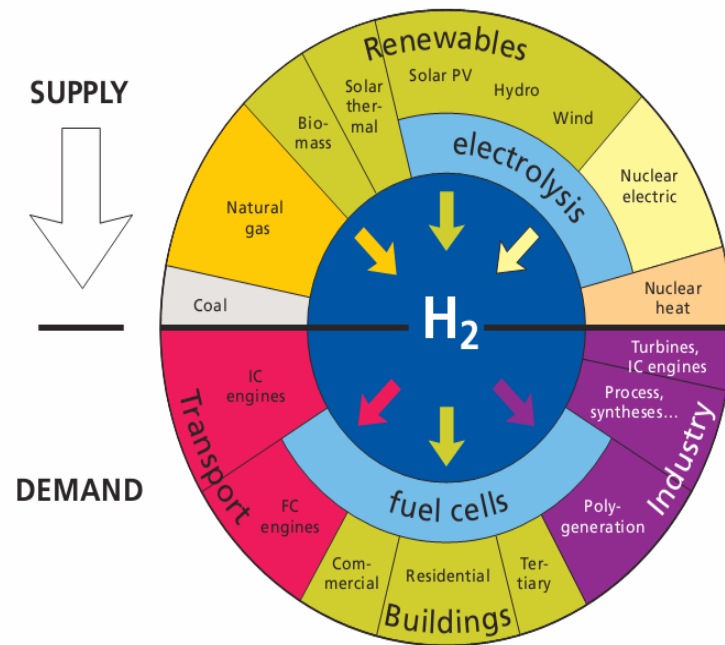 SUPPLY
Renewables
Solar PV
Hydro
Wind
Solar
ther-
mal
Bio-
mass
electrolysis
Nuclear
electric
Natural
gas
Coal
Nuclear
heat
H₂
DEMAND
Transport
IC
engines
FC
engines
fuel cells
Com-
mercial
Residential
Ter-
tiary
Buildings
Turbines,
IC engines
Process,
syntheses...
Poly-
generation
Industry